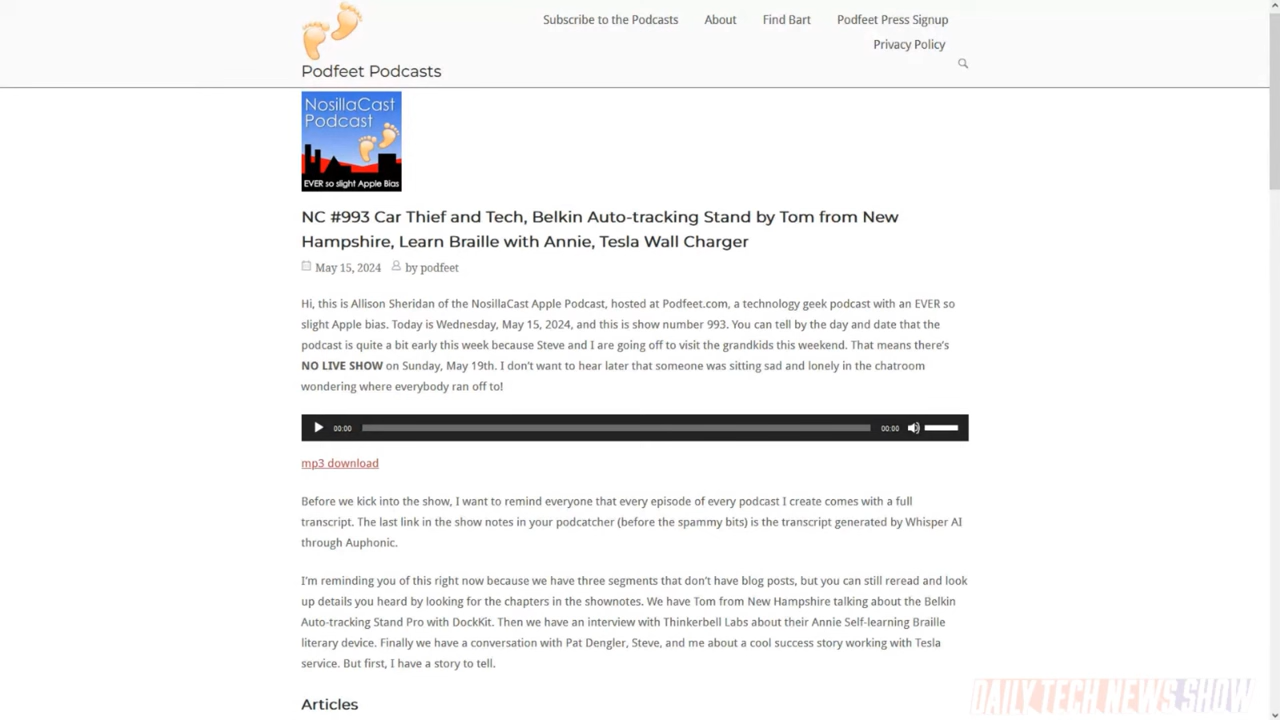 Subscribe to the Podcasts About Find Bart Podfeet Press Signup
Privacy Policy
Podfeet Podcasts
NosillaCast
Podcast
EVER so slight Apple Bias
NC #993 Car Thief and Tech, Belkin Auto-tracking Stand by Tom from New
Hampshire, Learn Braille with Annie, Tesla Wall Charger
May 15, 2024 by podfeet
Hi, this is Allison Sheridan of the NosillaCast Apple Podcast, hosted at Podfeet.com, a technology geek podcast with an EVER so
slight Apple bias. Today is Wednesday, May 15, 2024, and this is show number 993. You can tell by the day and date that the
podcast is quite a bit early this week because Steve and I are going off to visit the grandkids this weekend. That means there's
NO LIVE SHOW on Sunday, May 19th. I don't want to hear later that someone was sitting sad and lonely in the chatroom
wondering where everybody ran off to!
00:00 00:00
mp3 download
Before we kick into the show, I want to remind everyone that every episode of every podcast I create comes with a full
transcript. The last link in the show notes in your podcatcher (before the spammy bits) is the transcript generated by Whisper AI
through Auphonic.
I'm reminding you of this right now because we have three segments that don't have blog posts, but you can still reread and look
up details you heard by looking for the chapters in the shownotes. We have Tom from New Hampshire talking about the Belkin
Auto-tracking Stand Pro with DockKit. Then we have an interview with Thinkerbell Labs about their Annie Self-learning Braille
literary device. Finally we have a conversation with Pat Dengler, Steve, and me about a cool success story working with Tesla
service. But first, I have a story to tell.
Articles
DAILY TECH NEWS SHOW